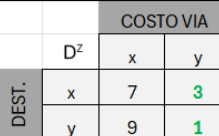 COSTO VIA
D^z x y
DEST.
x 7 3
y 9 1